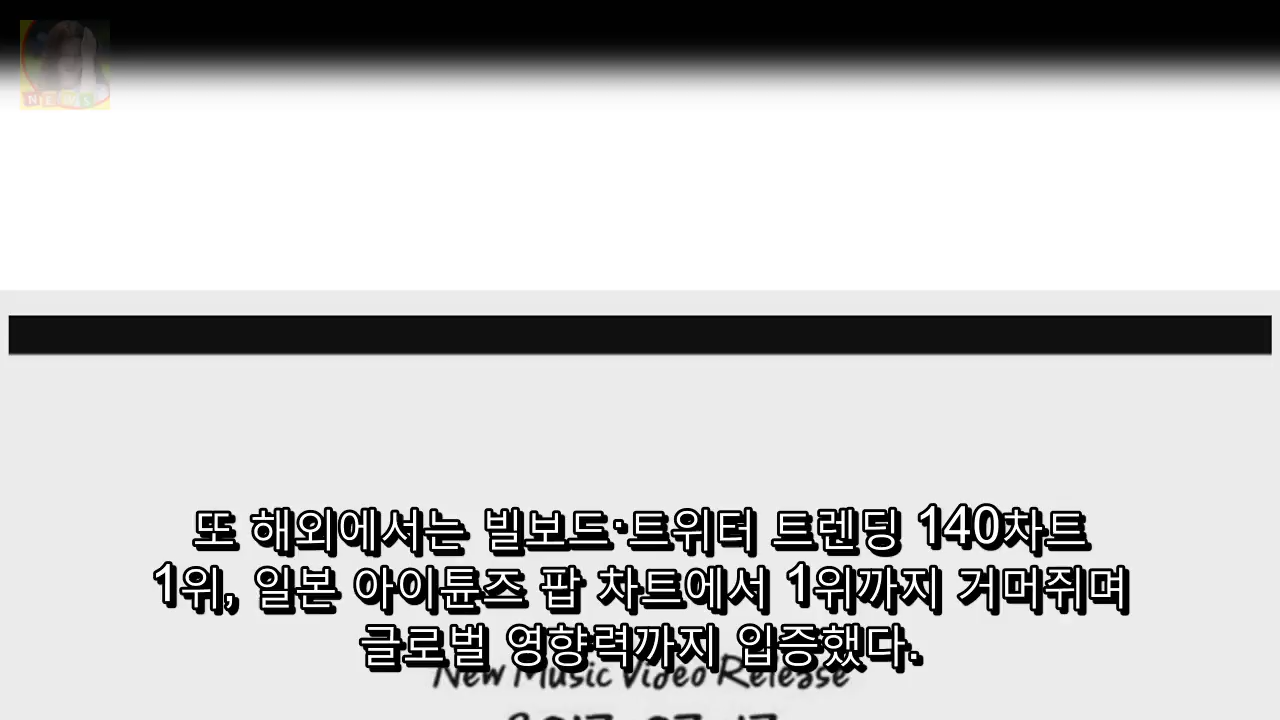 NEWS
또 해외에서는 빌보드·트위터 트렌딩 140차트
1위, 일본 아이튠즈 팝 차트에서 1위까지 거머쥐며
글로벌 영향력까지 입증했다.
New Music Video Release